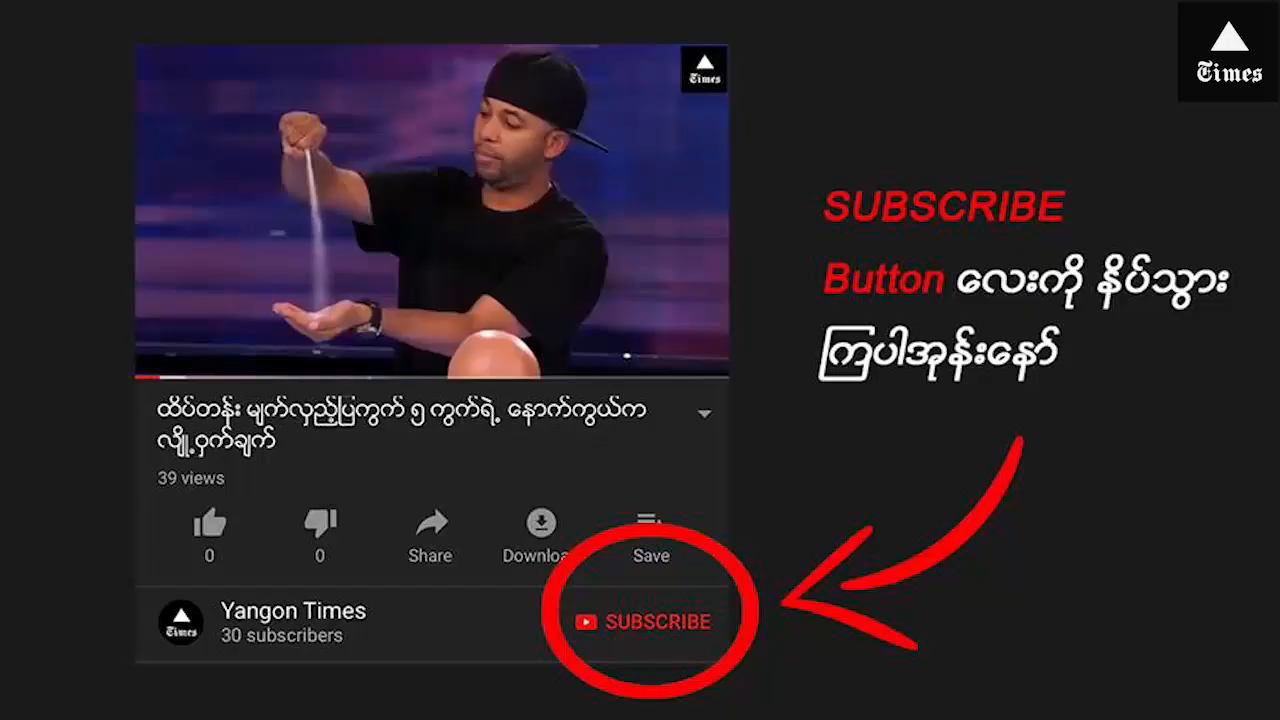 Times
Times
SUBSCRIBE
Button လေးကို နှိပ်သွား
ကြပါအုန်းနော်
ထိပ်တန်း မျက်လှည့်ပြကွက် ၅ ကွက်ရဲ့ နောက်ကွယ်က
လျှို့ဝှက်ချက်
39 views
0
0
Share
Save
Yangon Times
30 subscribers
SUBSCRIBE
Times